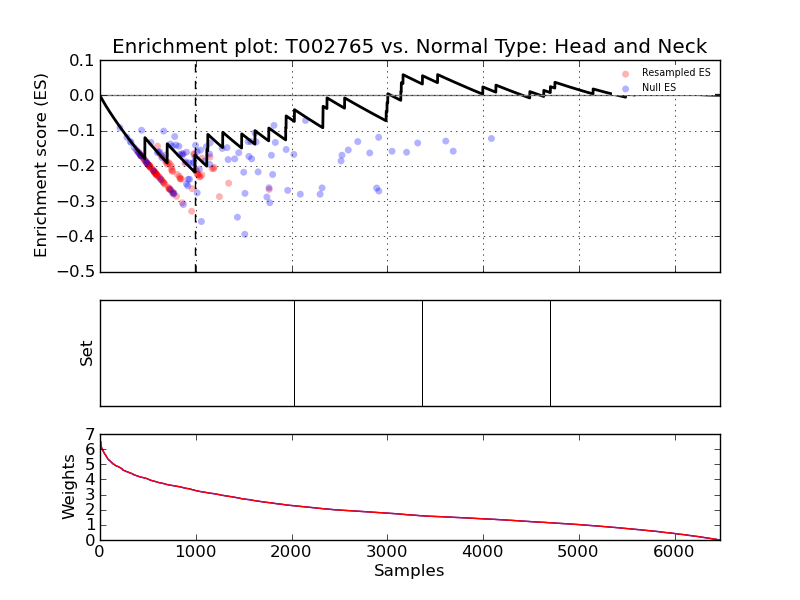 Enrichment plot: T002765 vs. Normal Type: Head and Neck
Enrichment score (ES)
0.1
0.0
−0.1
−0.2
−0.3
−0.4
−0.5
Resampled ES
Null ES
Set
Weights
7
6
5
4
3
2
1
0
0 1000 2000 3000 4000 5000 6000
Samples